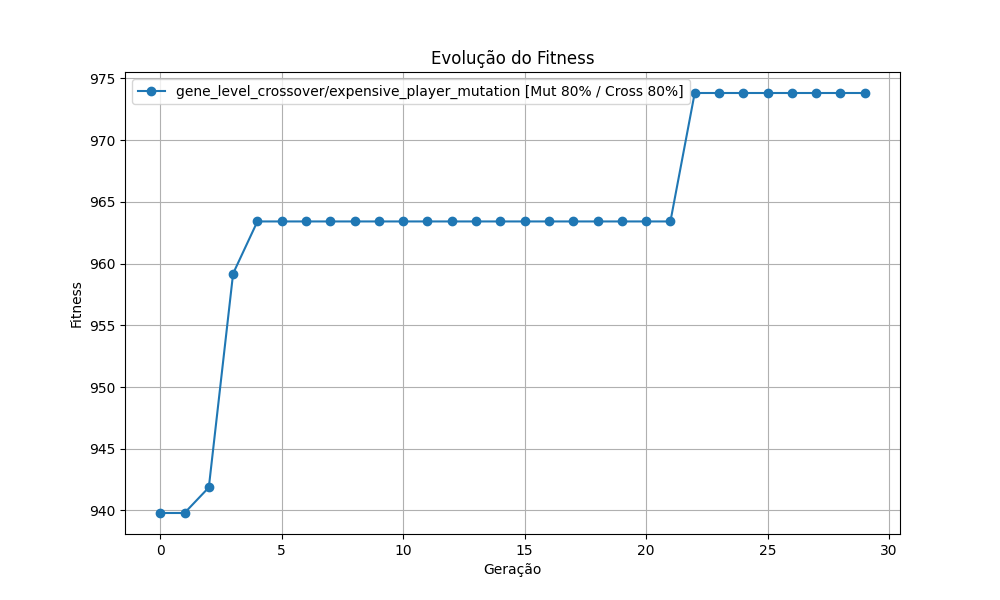 Evolução do Fitness
gene_level_crossover/expensive_player_mutation [Mut 80% / Cross 80%]
975
970
965
960
955
950
945
940
Fitness
0 5 10 15 20 25 30
Geração